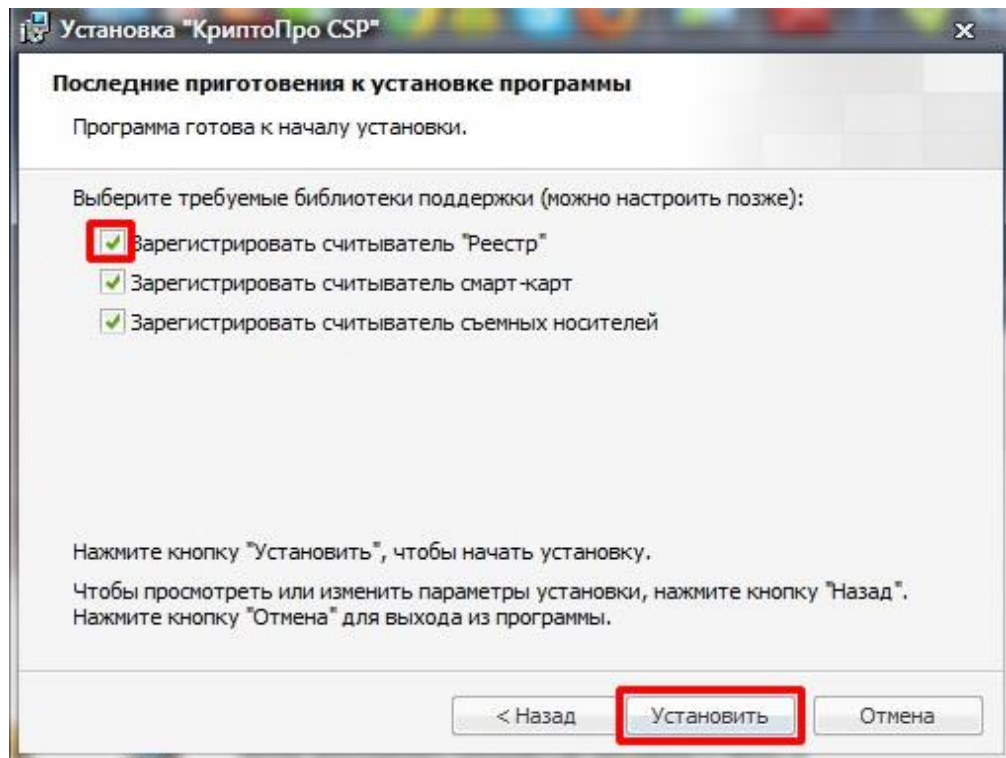 Установка "КриптоПро CSP"
Последние приготовения к установке программы
Программа готова к началу установки.
Выберите требуемые библиотеки поддержки (можно настроить позже):
Зарегистрировать считыватель "Реестр"
Зарегистрировать считыватель смарт-карт
Зарегистрировать считыватель съемных носителей
Нажмите кнопку "Установить", чтобы начать установку.
Чтобы просмотреть или изменить параметры установки, нажмите кнопку "Назад".
Нажмите кнопку "Отмена" для выхода из программы.
< Назад
Установить
Отмена